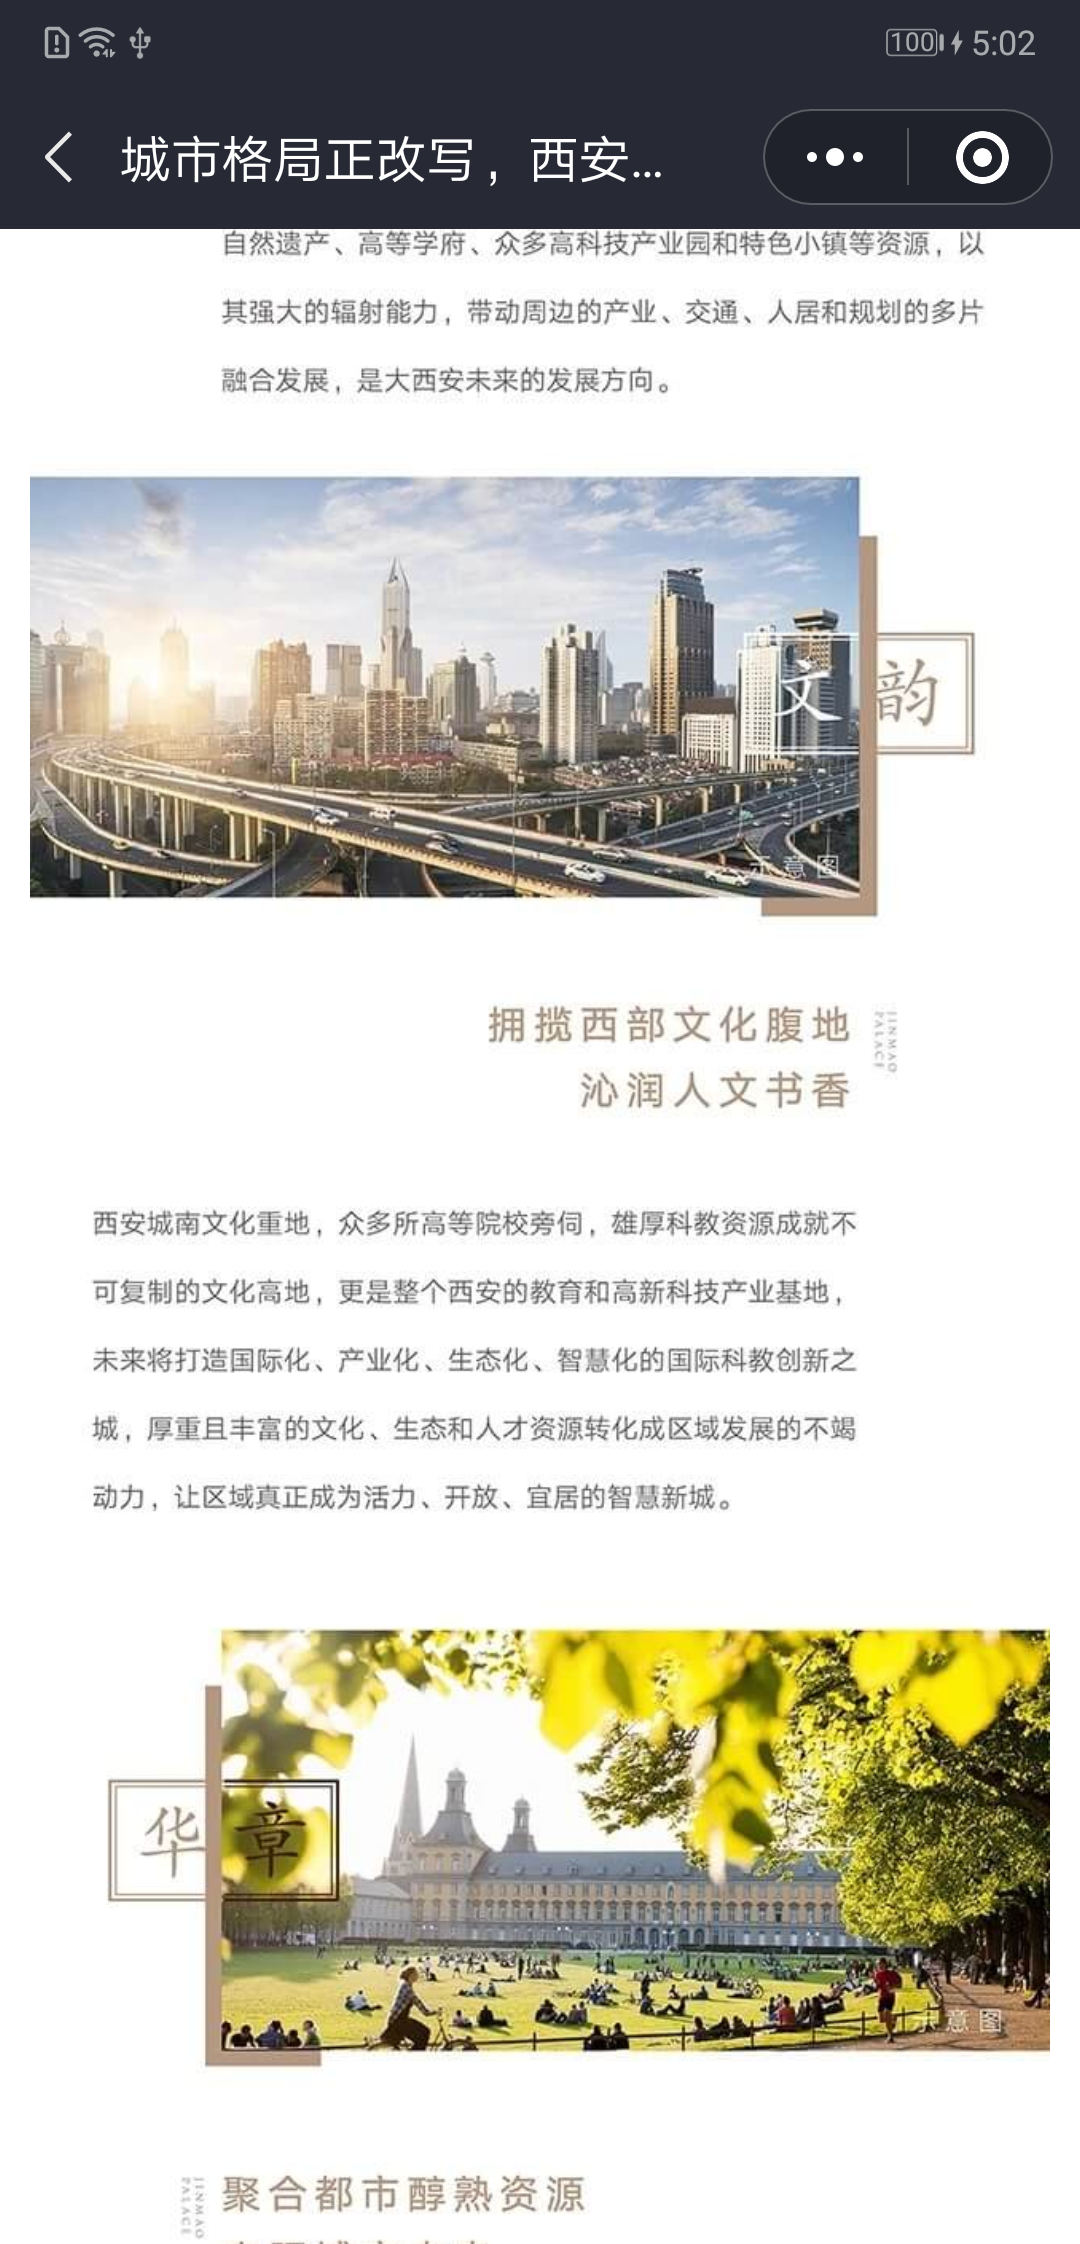 100 5:02
城市格局正改写，西安...
自然遗产、高等学府、众多高科技产业园和特色小镇等资源，以
其强大的辐射能力，带动周边的产业、交通、人居和规划的多片
融合发展，是大西安未来的发展方向。
文韵
示意图
拥揽西部文化腹地
沁润人文书香
JINMAO
PALACE
西安城南文化重地，众多所高等院校旁伺，雄厚科教资源成就不
可复制的文化高地，更是整个西安的教育和高新科技产业基地，
未来将打造国际化、产业化、生态化、智慧化的国际科教创新之
城，厚重且丰富的文化、生态和人才资源转化成区域发展的不竭
动力，让区域真正成为活力、开放、宜居的智慧新城。
华章
示意图
JINMAO
PALACE
聚合都市醇熟资源